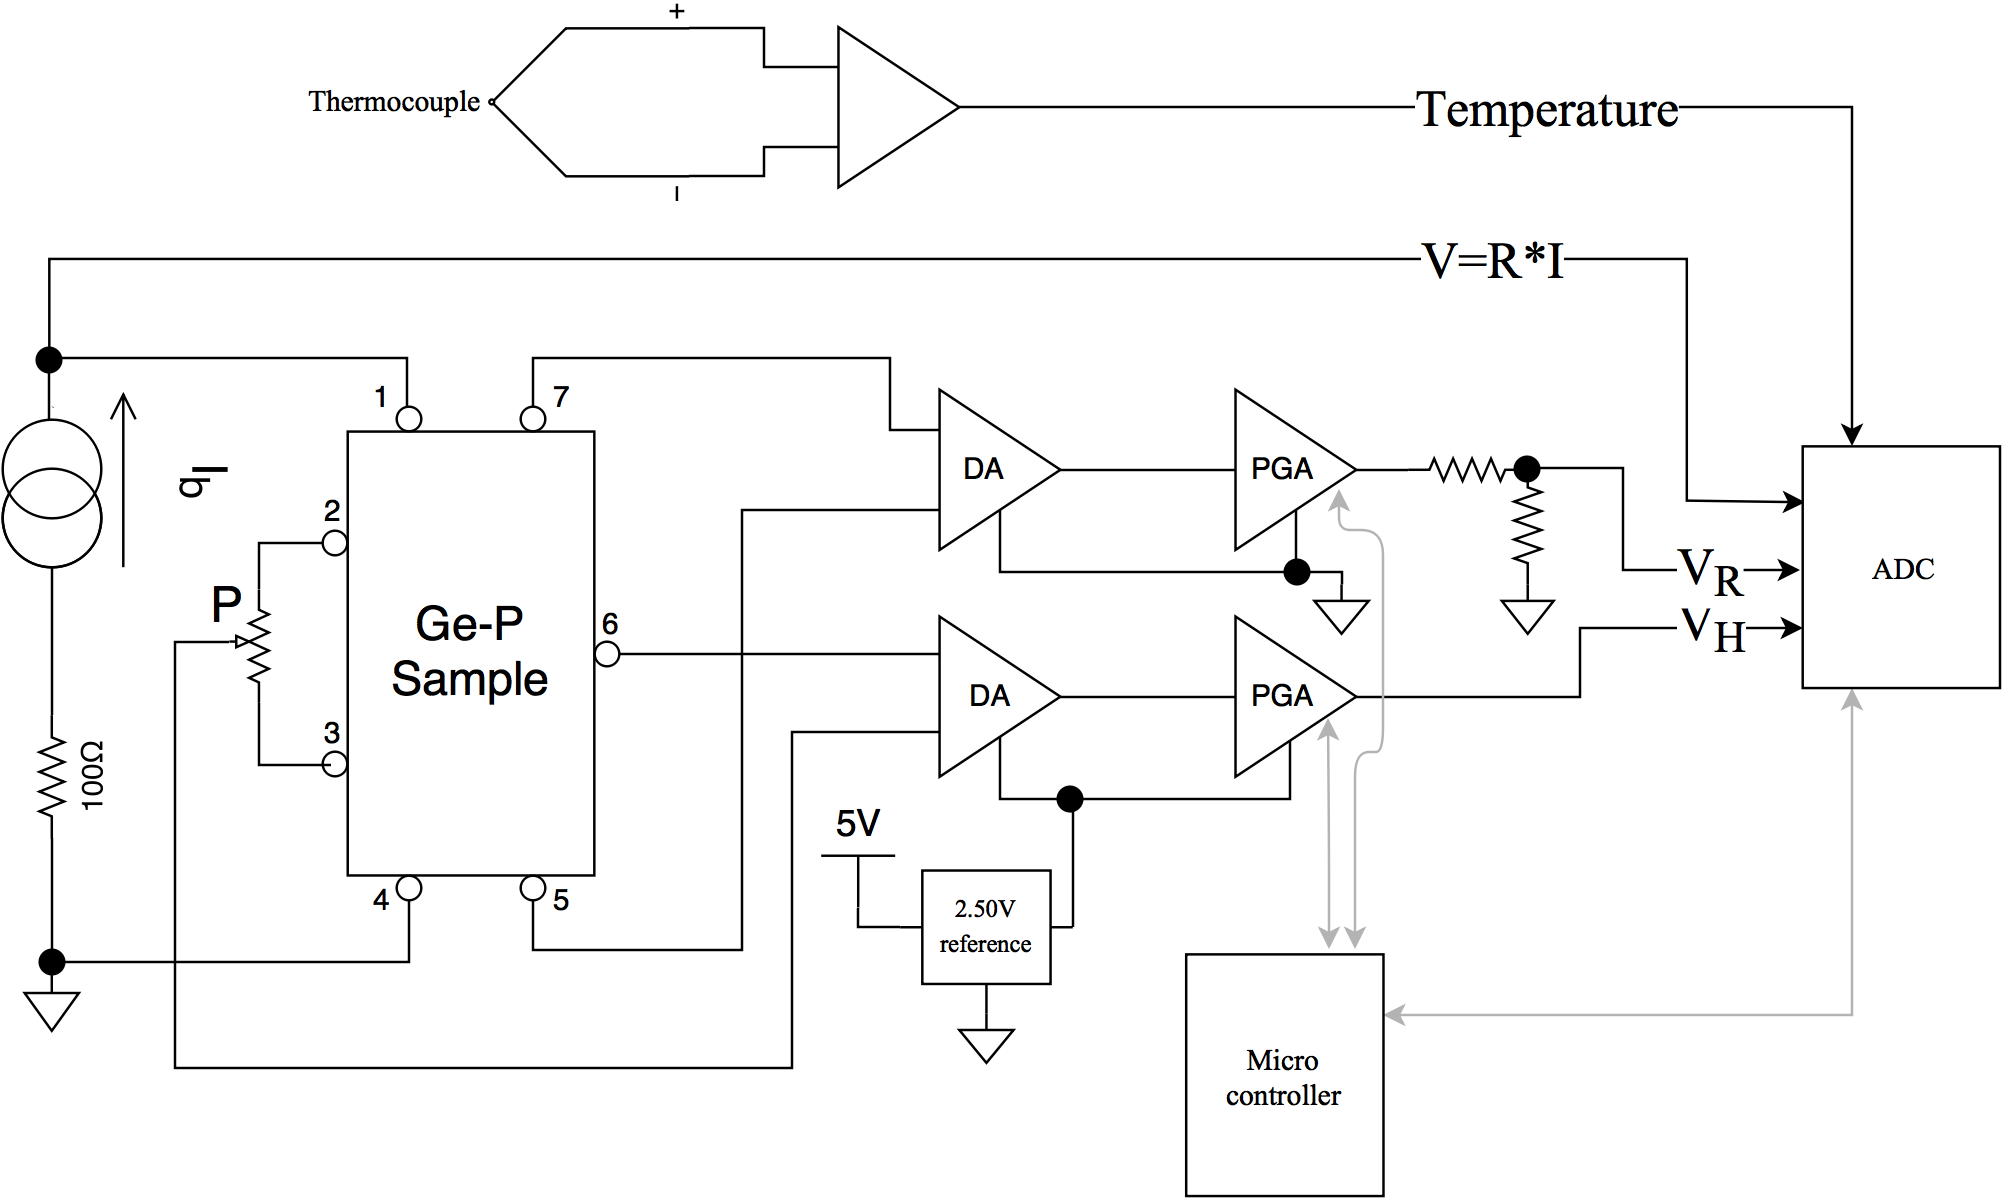 +
Thermocouple
Temperature
–
V=R*I
1
7
Iq
2
DA
PGA
P
3
6
Ge-P
Sample
ADC
VR
VH
DA
PGA
100Ω
5V
4
5
2.50V
reference
Micro
controller